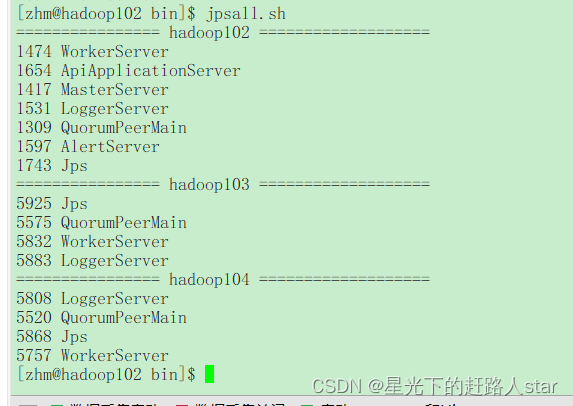 [zhm@hadoop102 bin]$ jpsall.sh
================ hadoop102 ===================
1474 WorkerServer
1654 ApiApplicationServer
1417 MasterServer
1531 LoggerServer
1309 QuorumPeerMain
1597 AlertServer
1743 Jps
================ hadoop103 ===================
5925 Jps
5575 QuorumPeerMain
5832 WorkerServer
5883 LoggerServer
================ hadoop104 ===================
5808 LoggerServer
5520 QuorumPeerMain
5868 Jps
5757 WorkerServer
[zhm@hadoop102 bin]$
CSDN @星光下的赶路人star